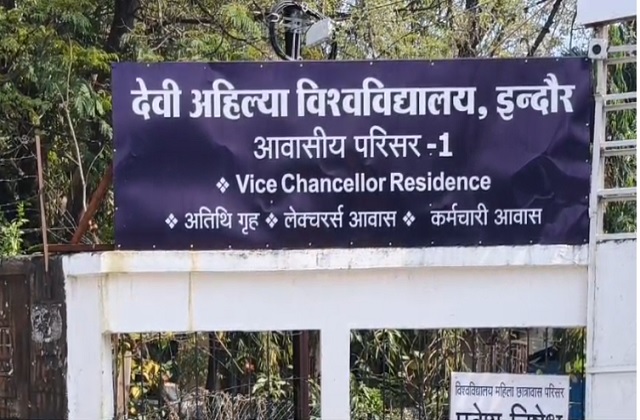 देवी अहिल्या विश्वविद्यालय, इन्दौर
आवासीय परिसर -1
❖ Vice Chancellor Residence
❖ अतिथि गृह ❖ लेक्चरर्स आवास ❖ कर्मचारी आवास
विश्वविद्यालय महिला छात्रावास परिसर